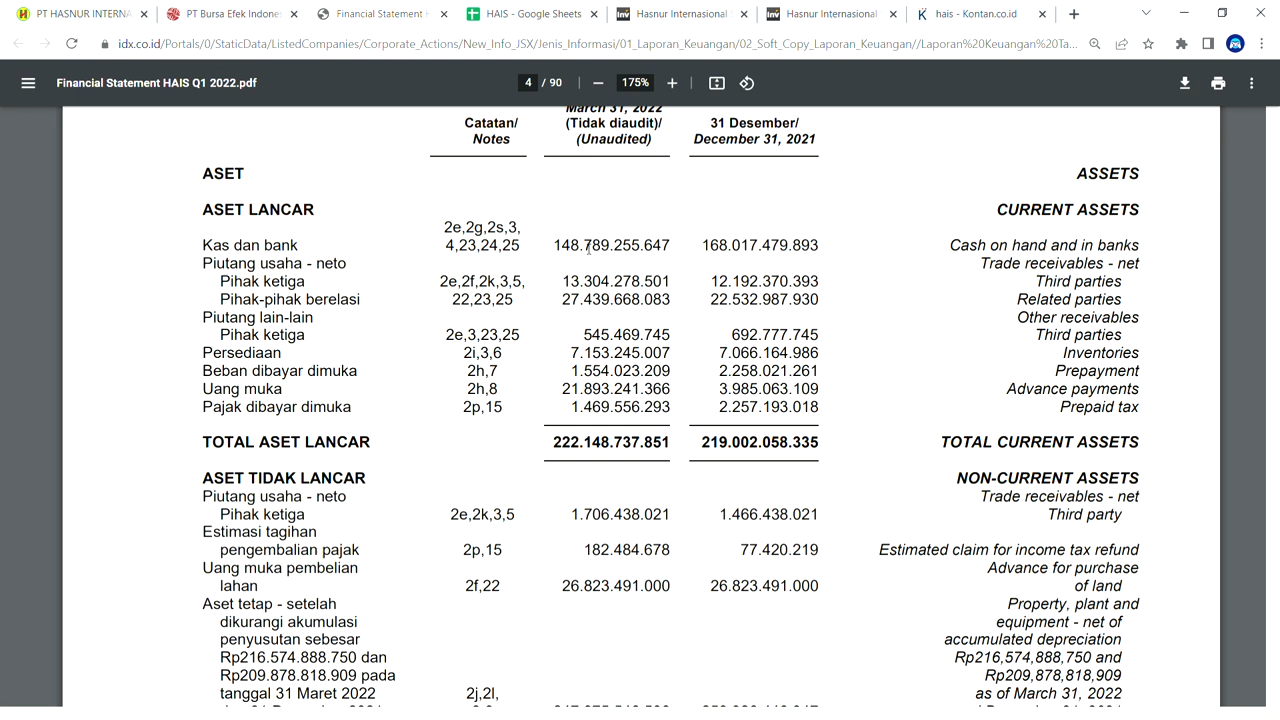 PT HASNUR INTERNA
PT Bursa Efek Indones
Financial Statement H
HAIS - Google Sheets
Hasnur Internasional
Hasnur Internasional
hais - Kontan.co.id
idx.co.id/Portals/0/StaticData/ListedCompanies/Corporate_Actions/New_Info_JSX/Jenis_Informasi/01_Laporan_Keuangan/02_Soft_Copy_Laporan_Keuangan//Laporan%20Keuangan%20Ta...
Financial Statement HAIS Q1 2022.pdf 4 / 90 175%
March 31, 2022
Catatan/ (Tidak diaudit)/ 31 Desember/
Notes (Unaudited) December 31, 2021
ASET ASSETS
ASET LANCAR CURRENT ASSETS
2e,2g,2s,3,
Kas dan bank 4,23,24,25 148.789.255.647 168.017.479.893 Cash on hand and in banks
Piutang usaha - neto Trade receivables - net
Pihak ketiga 2e,2f,2k,3,5, 13.304.278.501 12.192.370.393 Third parties
Pihak-pihak berelasi 22,23,25 27.439.668.083 22.532.987.930 Related parties
Piutang lain-lain Other receivables
Pihak ketiga 2e,3,23,25 545.469.745 692.777.745 Third parties
Persediaan 2i,3,6 7.153.245.007 7.066.164.986 Inventories
Beban dibayar dimuka 2h,7 1.554.023.209 2.258.021.261 Prepayment
Uang muka 2h,8 21.893.241.366 3.985.063.109 Advance payments
Pajak dibayar dimuka 2p,15 1.469.556.293 2.257.193.018 Prepaid tax
TOTAL ASET LANCAR 222.148.737.851 219.002.058.335 TOTAL CURRENT ASSETS
ASET TIDAK LANCAR NON-CURRENT ASSETS
Piutang usaha - neto Trade receivables - net
Pihak ketiga 2e,2k,3,5 1.706.438.021 1.466.438.021 Third party
Estimasi tagihan
pengembalian pajak 2p,15 182.484.678 77.420.219 Estimated claim for income tax refund
Uang muka pembelian Advance for purchase
lahan 2f,22 26.823.491.000 26.823.491.000 of land
Aset tetap - setelah Property, plant and
dikurangi akumulasi equipment - net of
penyusutan sebesar accumulated depreciation
Rp216.574.888.750 dan Rp216,574,888,750 and
Rp209.878.818.909 pada Rp209,878,818,909
tanggal 31 Maret 2022 2j,2l, as of March 31, 2022